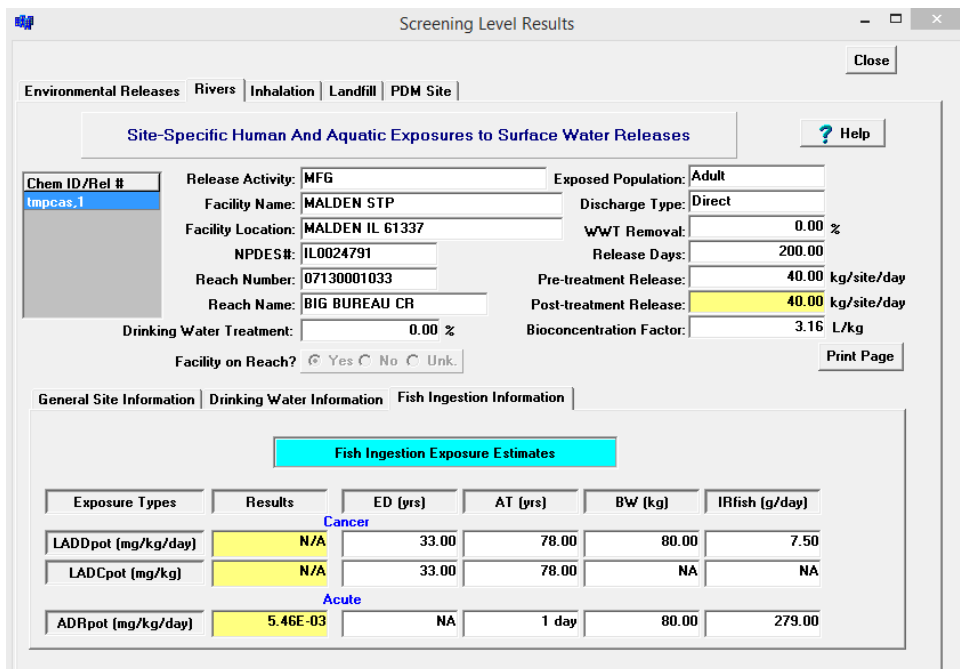 Screening Level Results
Close
Environmental Releases Rivers Inhalation Landfill PDM Site
Site-Specific Human And Aquatic Exposures to Surface Water Releases
? Help
Chem ID/Rel #
tmpcas,1
Release Activity: MFG
Facility Name: MALDEN STP
Facility Location: MALDEN IL 61337
NPDES#: IL0024791
Reach Number: 07130001033
Reach Name: BIG BUREAU CR
Drinking Water Treatment: 0.00 %
Facility on Reach? Yes No Unk.
Exposed Population: Adult
Discharge Type: Direct
WWT Removal: 0.00 %
Release Days: 200.00
Pre-treatment Release: 40.00 kg/site/day
Post-treatment Release: 40.00 kg/site/day
Bioconcentration Factor: 3.16 L/kg
Print Page
General Site Information Drinking Water Information Fish Ingestion Information
Fish Ingestion Exposure Estimates
Exposure Types Results ED (yrs) AT (yrs) BW (kg) IRfish (g/day)
Cancer
LADDpot (mg/kg/day) N/A 33.00 78.00 80.00 7.50
LADCpot (mg/kg) N/A 33.00 78.00 NA NA
Acute
ADRpot (mg/kg/day) 5.46E-03 NA 1 day 80.00 279.00